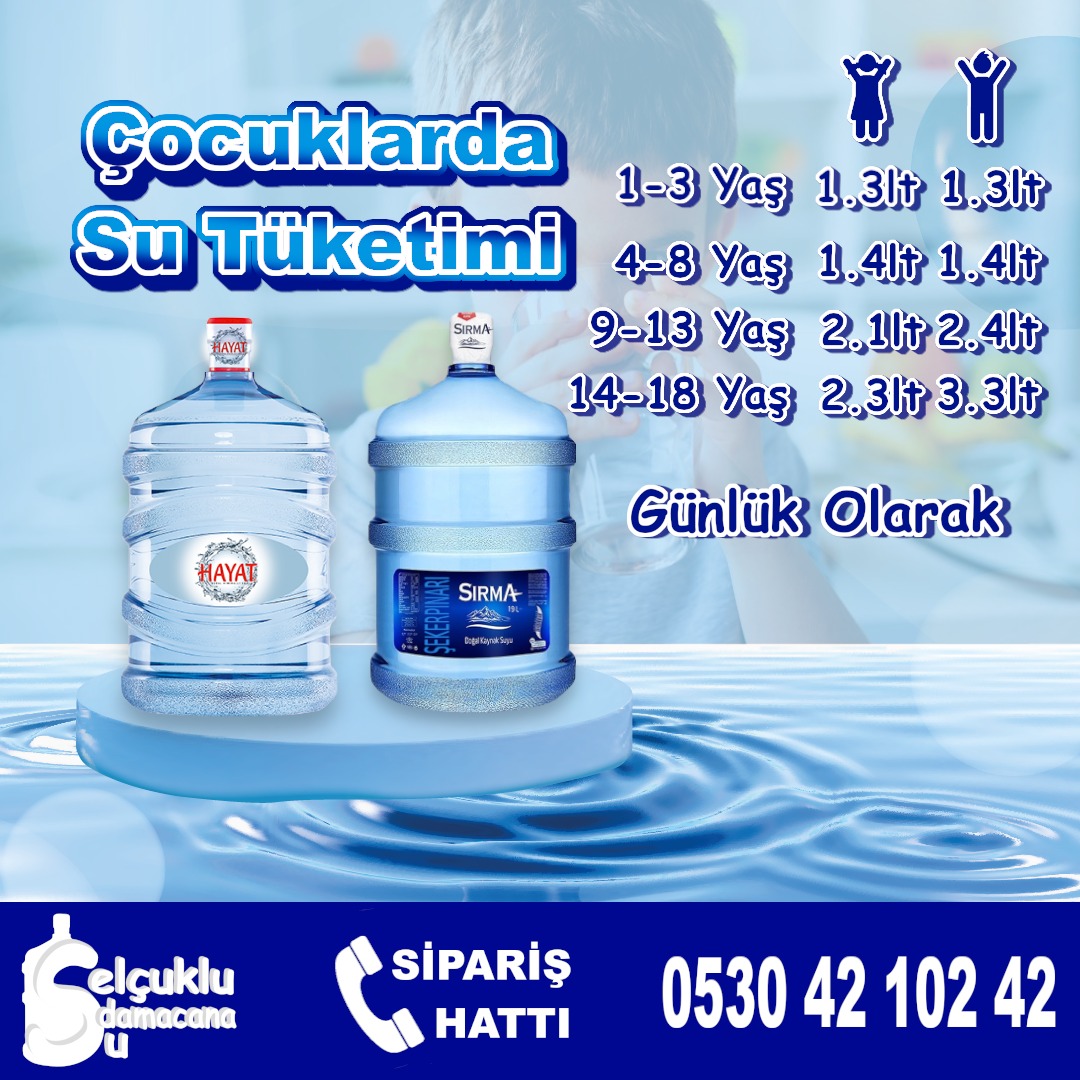 Çocuklarda
Su Tüketimi
1-3 Yaş 1.3lt 1.3lt
4-8 Yaş 1.4lt 1.4lt
9-13 Yaş 2.1lt 2.4lt
14-18 Yaş 2.3lt 3.3lt
Günlük Olarak
HAYAT
SIRMA
HAYAT
ŞEKERPINARI
SIRMA
19 L
Doğal Kaynak Suyu
Selçuklu
damacana
Su
SİPARİŞ
HATTI
0530 42 102 42